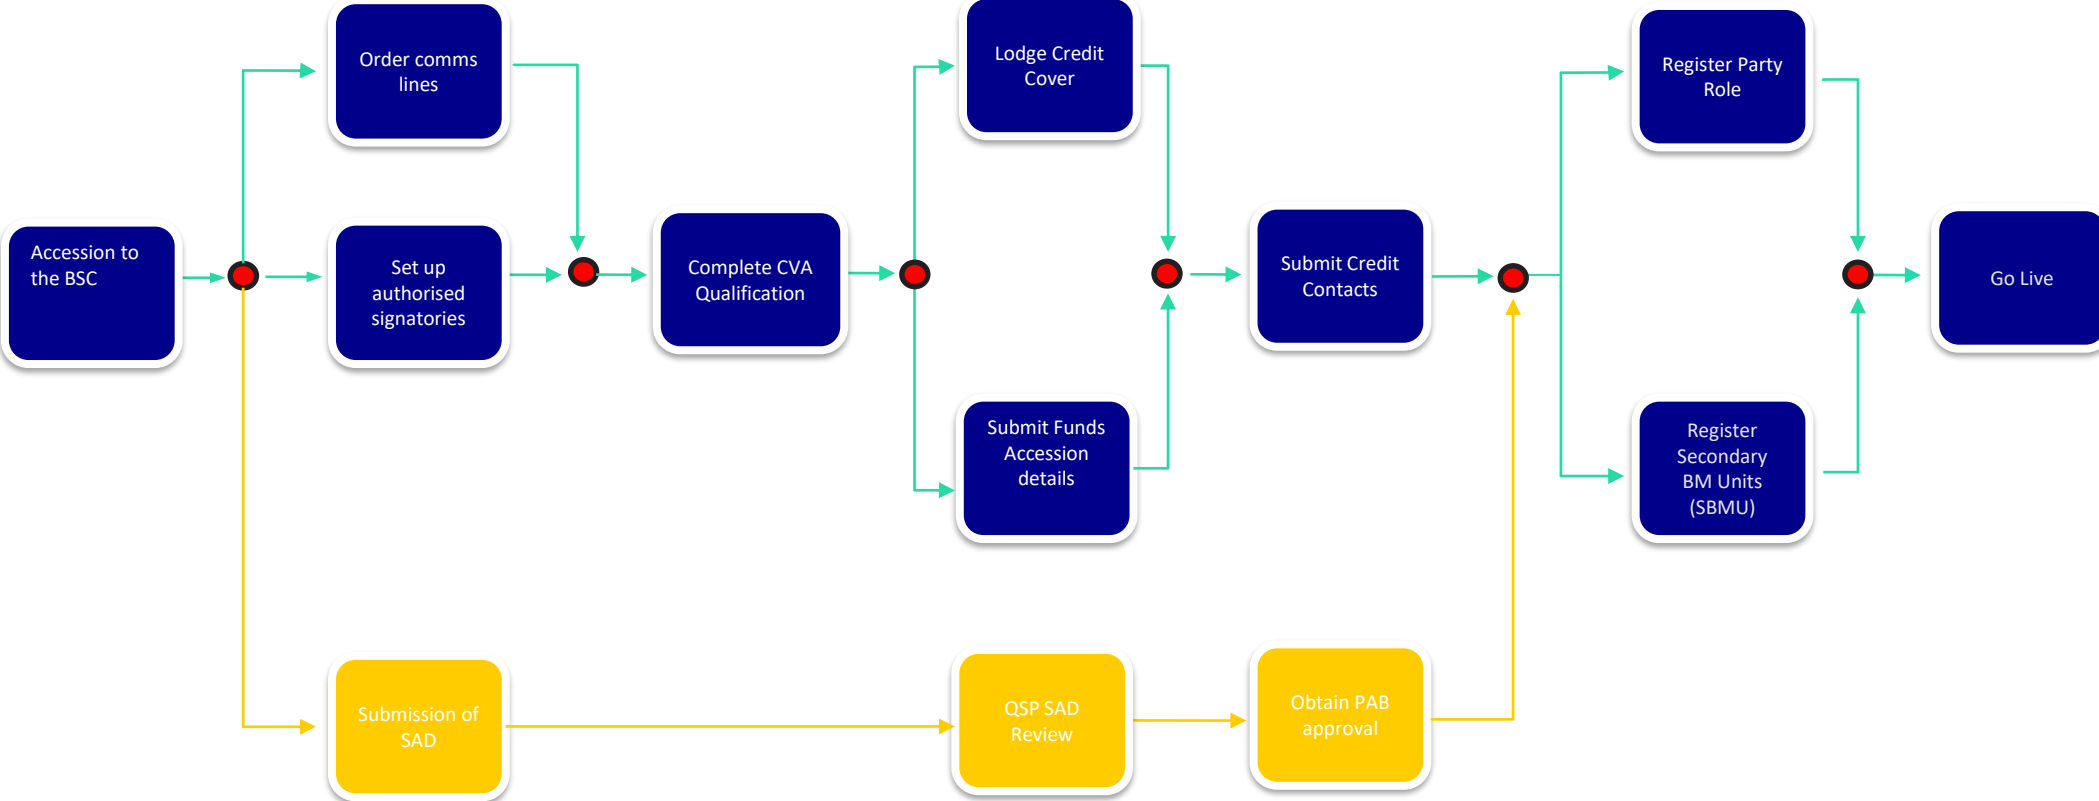 Accession to
the BSC
Order comms
lines
Set up
authorised
signatories
Submission of
SAD
Complete CVA
Qualification
Lodge Credit
Cover
Submit Funds
Accession
details
QSP SAD
Review
Submit Credit
Contacts
Obtain PAB
approval
Register Party
Role
Register
Secondary
BM Units
(SBMU)
Go Live